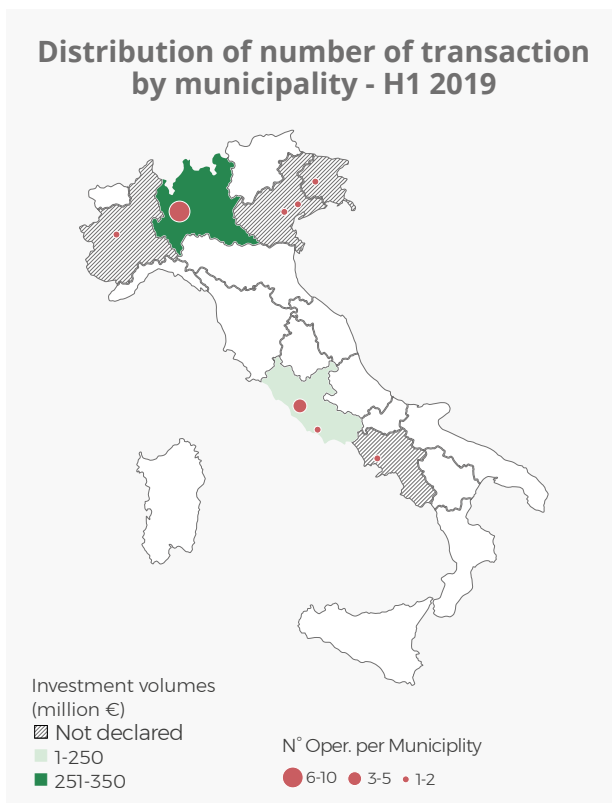 Distribution of number of transaction
by municipality - H1 2019
Investment volumes
(million €)
Not declared
1-250
251-350
N° Oper. per Municiplity
6-10 3-5 1-2